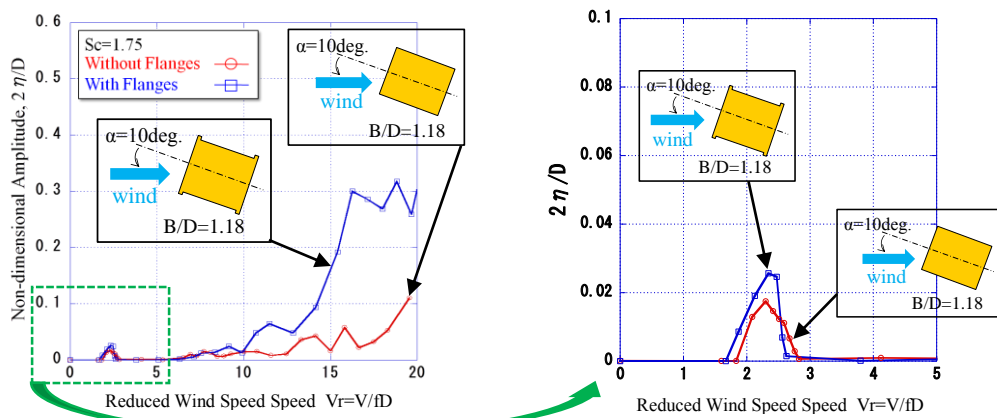 0.6
0.5
0.4
0.3
0.2
0.1
0
Non-dimensional Amplitude, 2 η/D
Sc=1.75
Without Flanges
With Flanges
α=10deg.
wind
B/D=1.18
α=10deg.
wind
B/D=1.18
0 5 10 15 20
Reduced Wind Speed Speed Vr=V/fD
0.1
0.08
0.06
0.04
0.02
0
2η/D
α=10deg.
wind
B/D=1.18
α=10deg.
wind
B/D=1.18
0 1 2 3 4 5
Reduced Wind Speed Speed Vr=V/fD